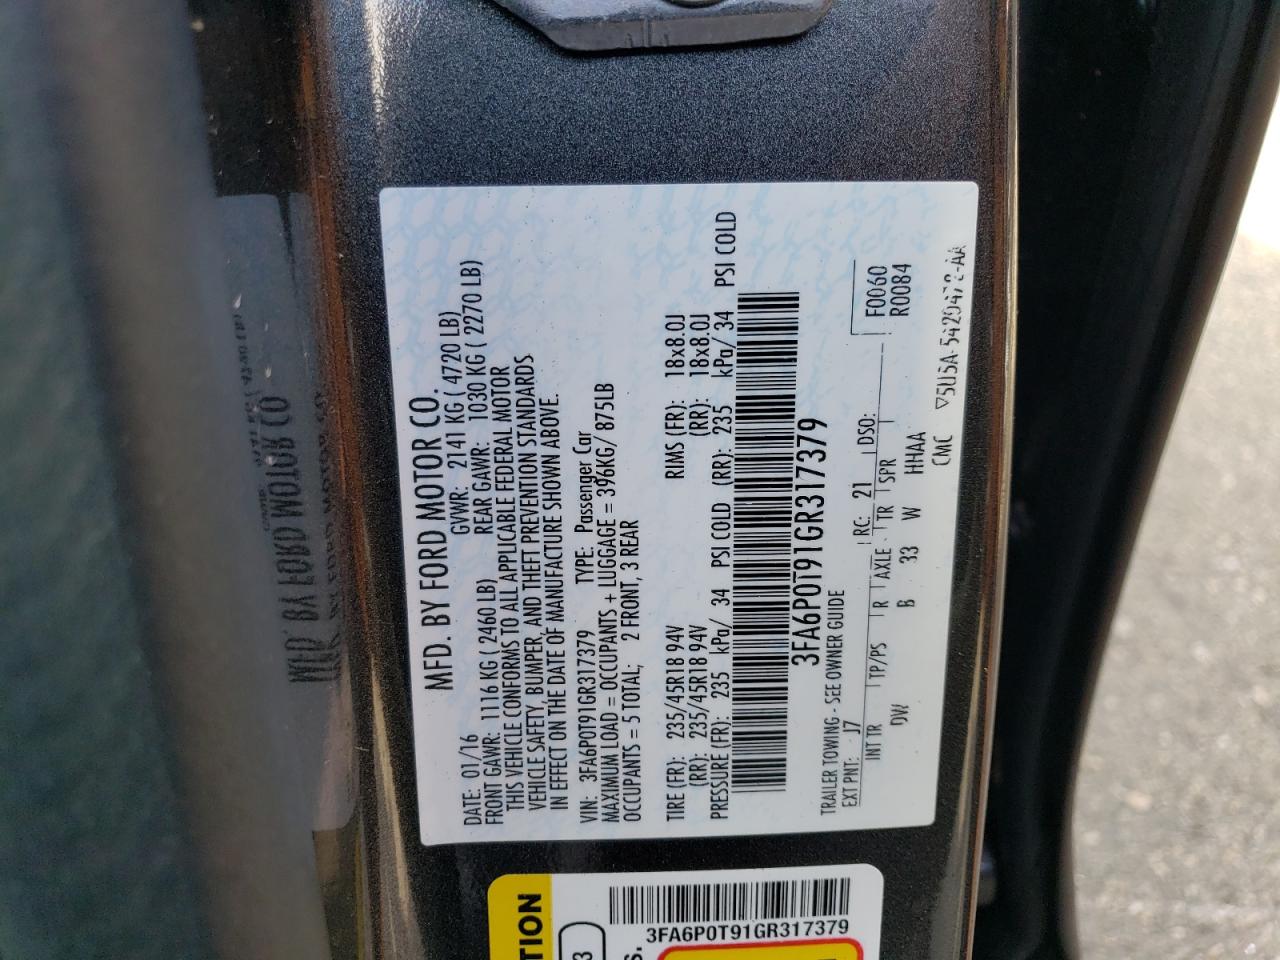 MFD. BY FORD MOTOR CO.
DATE: 01/16 GVWR: 2141 KG ( 4720 LB)
FRONT GAWR: 1116 KG ( 2460 LB) REAR GAWR: 1030 KG ( 2270 LB)
THIS VEHICLE CONFORMS TO ALL APPLICABLE FEDERAL MOTOR
VEHICLE SAFETY, BUMPER, AND THEFT PREVENTION STANDARDS
IN EFFECT ON THE DATE OF MANUFACTURE SHOWN ABOVE.
VIN: 3FA6P0T91GR317379 TYPE: Passenger Car
MAXIMUM LOAD = OCCUPANTS + LUGGAGE = 396KG/ 875LB
OCCUPANTS = 5 TOTAL; 2 FRONT, 3 REAR
TIRE (FR): 235/45R18 94V RIMS (FR): 18x8.0J
(RR): 235/45R18 94V (RR): 18x8.0J
PRESSURE (FR): 235 kPa/ 34 PSI COLD (RR): 235 kPa/ 34 PSI COLD
3FA6P0T91GR317379
TRAILER TOWING - SEE OWNER GUIDE
EXT PNT: J7 RC: 21 DSO: F0060
R0084
INT TR TP/PS R AXLE TR SPR
DW B 33 W HHAA
CMC 5U5A-5420472-AA
TION
3FA6P0T91GR317379
3
S.